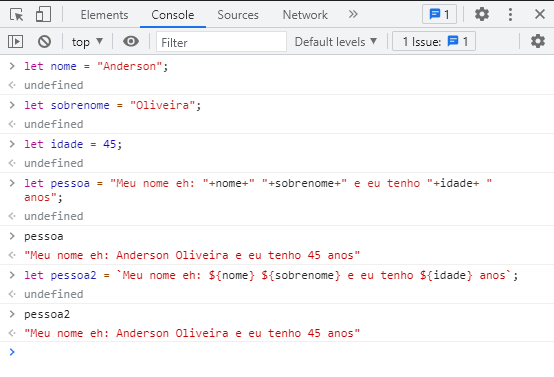 Elements Console Sources Network » 1
top ▼ Filter Default levels ▼ 1 Issue: 1
> let nome = "Anderson";
undefined
> let sobrenome = "Oliveira";
undefined
> let idade = 45;
undefined
> let pessoa = "Meu nome eh: "+nome+" "+sobrenome+" e eu tenho "+idade+ "
anos";
undefined
> pessoa
"Meu nome eh: Anderson Oliveira e eu tenho 45 anos"
> let pessoa2 = `Meu nome eh: ${nome} ${sobrenome} e eu tenho ${idade} anos`;
undefined
> pessoa2
"Meu nome eh: Anderson Oliveira e eu tenho 45 anos"
>